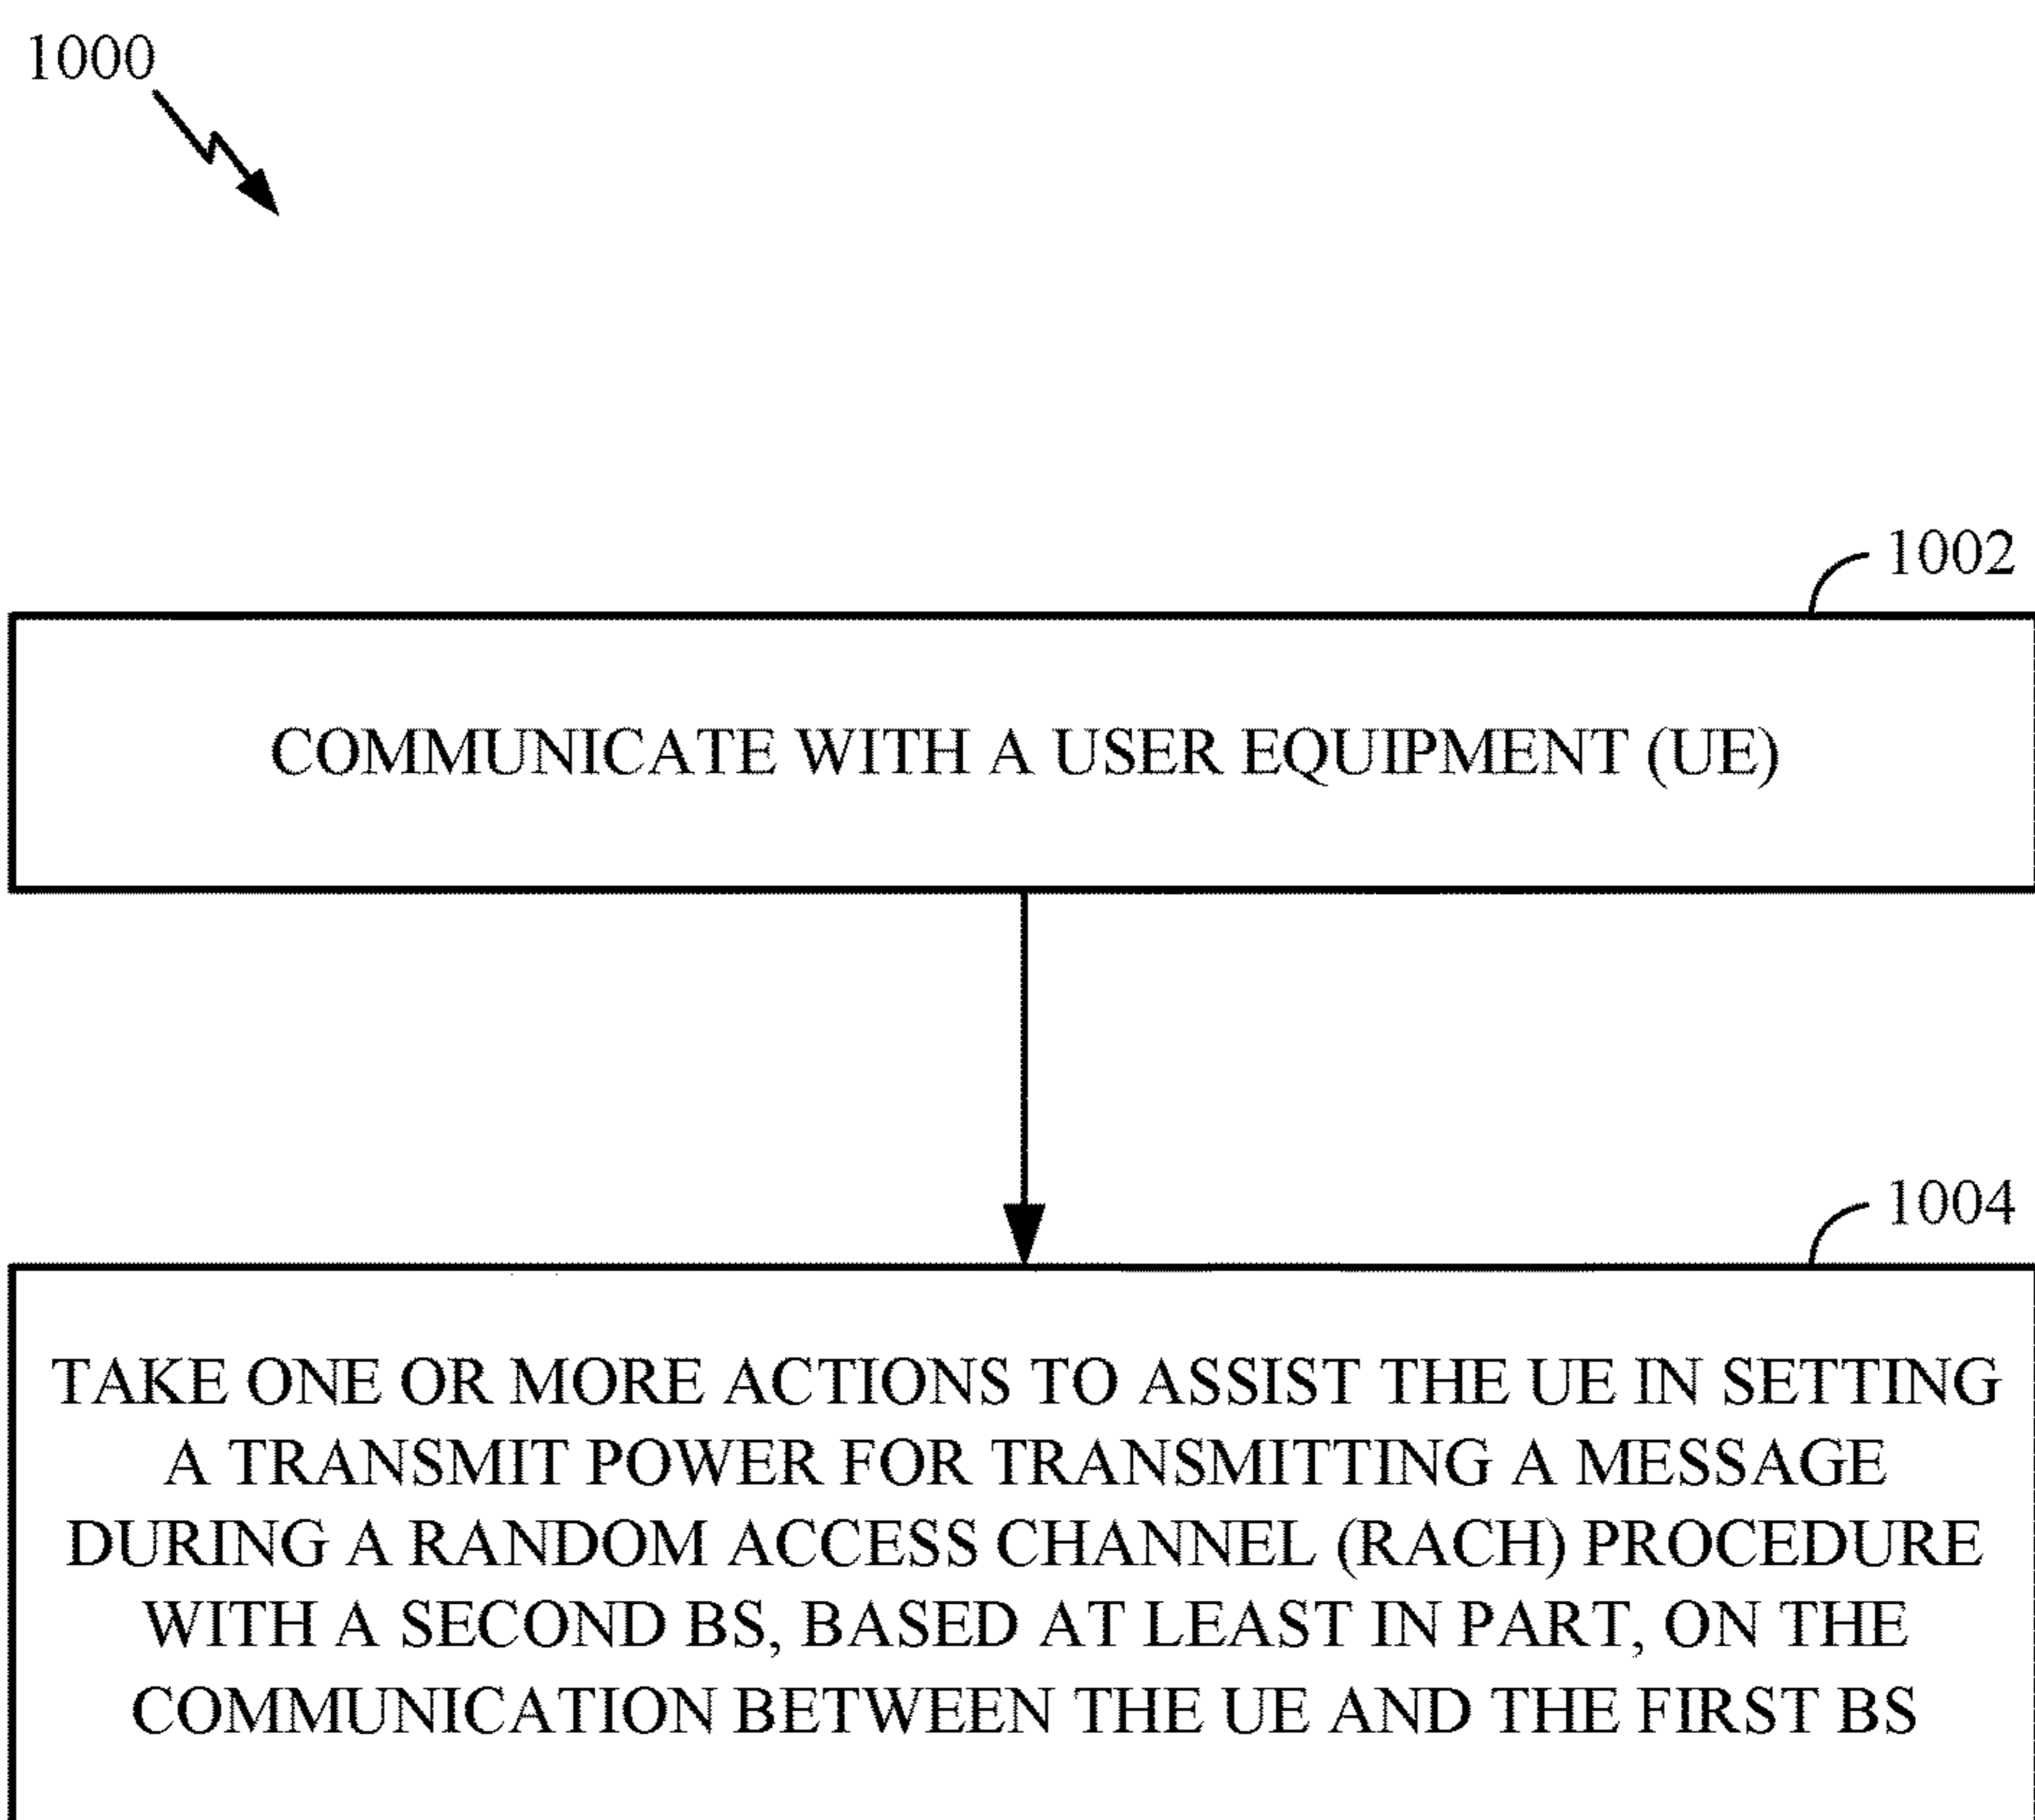 1000
1002
COMMUNICATE WITH A USER EQUIPMENT (UE)
1004
TAKE ONE OR MORE ACTIONS TO ASSIST THE UE IN SETTING
A TRANSMIT POWER FOR TRANSMITTING A MESSAGE
DURING A RANDOM ACCESS CHANNEL (RACH) PROCEDURE
WITH A SECOND BS, BASED AT LEAST IN PART, ON THE
COMMUNICATION BETWEEN THE UE AND THE FIRST BS